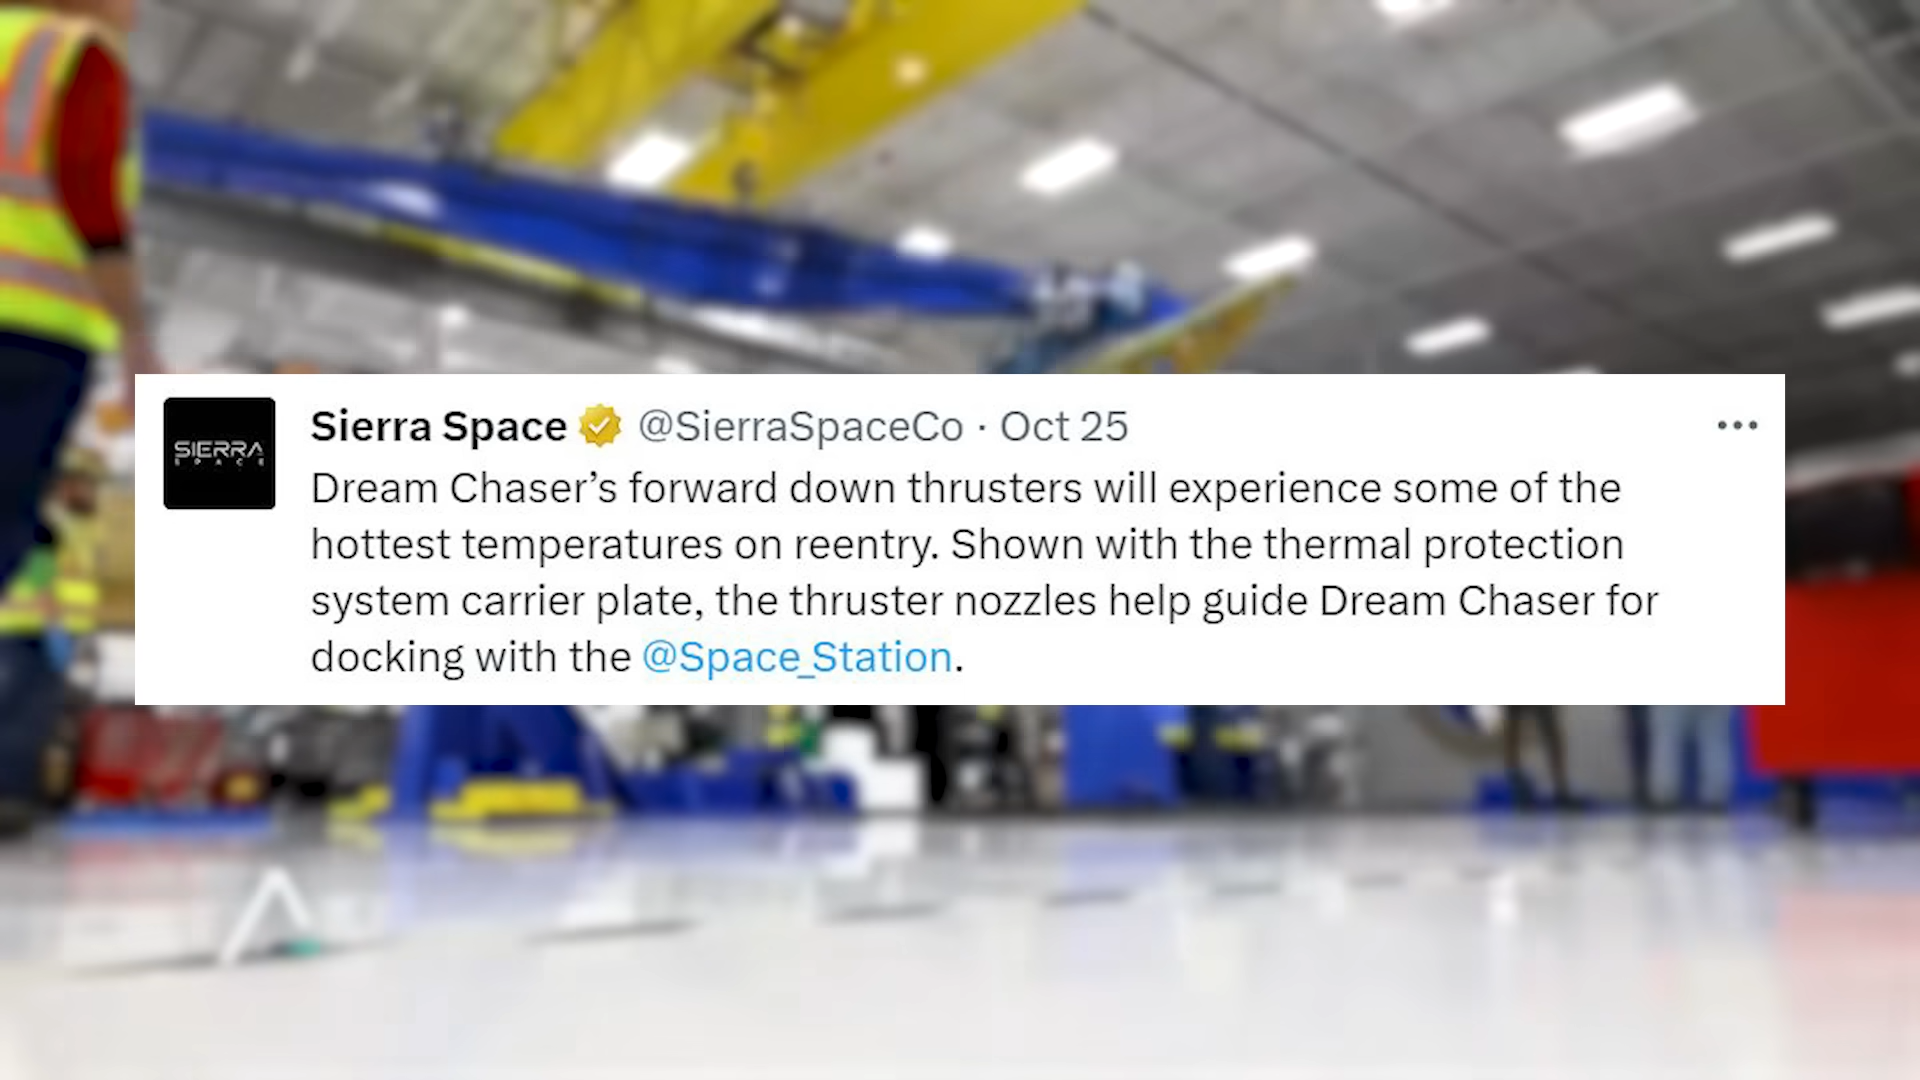 SIERRA
SPACE
Sierra Space @SierraSpaceCo · Oct 25
Dream Chaser’s forward down thrusters will experience some of the
hottest temperatures on reentry. Shown with the thermal protection
system carrier plate, the thruster nozzles help guide Dream Chaser for
docking with the @Space_Station.